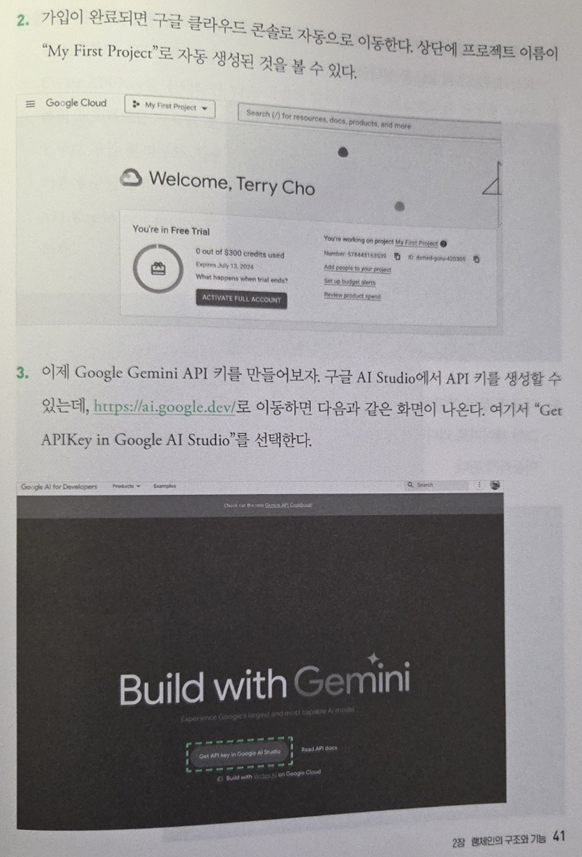 2. 가입이 완료되면 구글 클라우드 콘솔로 자동으로 이동한다. 상단에 프로젝트 이름이
“My First Project”로 자동 생성된 것을 볼 수 있다.
Google Cloud
My First Project
Search (/) for resources, docs, products, and more
Welcome, Terry Cho
You're in Free Trial
0 out of $300 credits used
Expires July 13, 2024
What happens when trial ends?
ACTIVATE FULL ACCOUNT
You're working on project My First Project
Number: 576443163535 ID:
Add people to your project
Set up budget alerts
Review product spend
3. 이제 Google Gemini API 키를 만들어보자. 구글 AI Studio에서 API 키를 생성할 수
있는데, https://ai.google.dev/로 이동하면 다음과 같은 화면이 나온다. 여기서 “Get
APIKey in Google AI Studio”를 선택한다.
Google AI for Developers Products Examples
Search
Check out the new Gemini API Cookbook
Build with Gemini
Experience Google's largest and most capable AI model
Get API key in Google AI Studio
Read API docs
Build with on Google Cloud
2장 랭체인의 구조와 기능 41